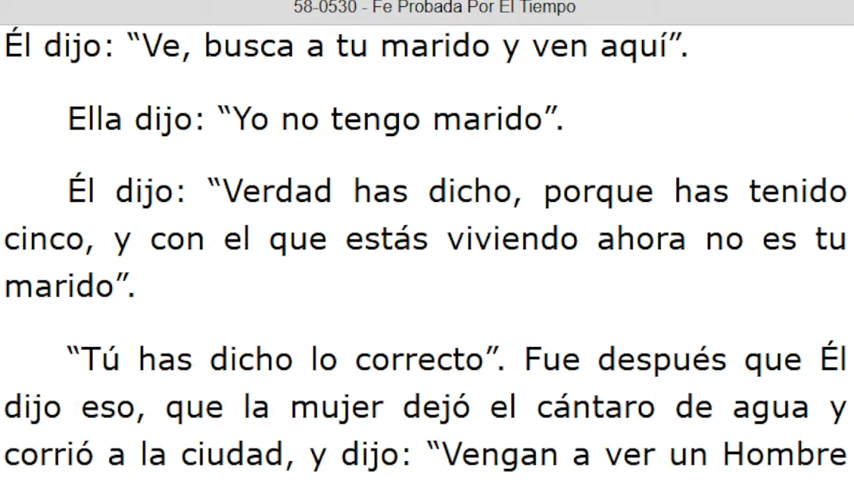 58-0530 - Fe Probada Por El Tiempo
Él dijo: “Ve, busca a tu marido y ven aquí”.
Ella dijo: “Yo no tengo marido”.
Él dijo: “Verdad has dicho, porque has tenido
cinco, y con el que estás viviendo ahora no es tu
marido”.
“Tú has dicho lo correcto”. Fue después que Él
dijo eso, que la mujer dejó el cántaro de agua y
corrió a la ciudad, y dijo: “Vengan a ver un Hombre